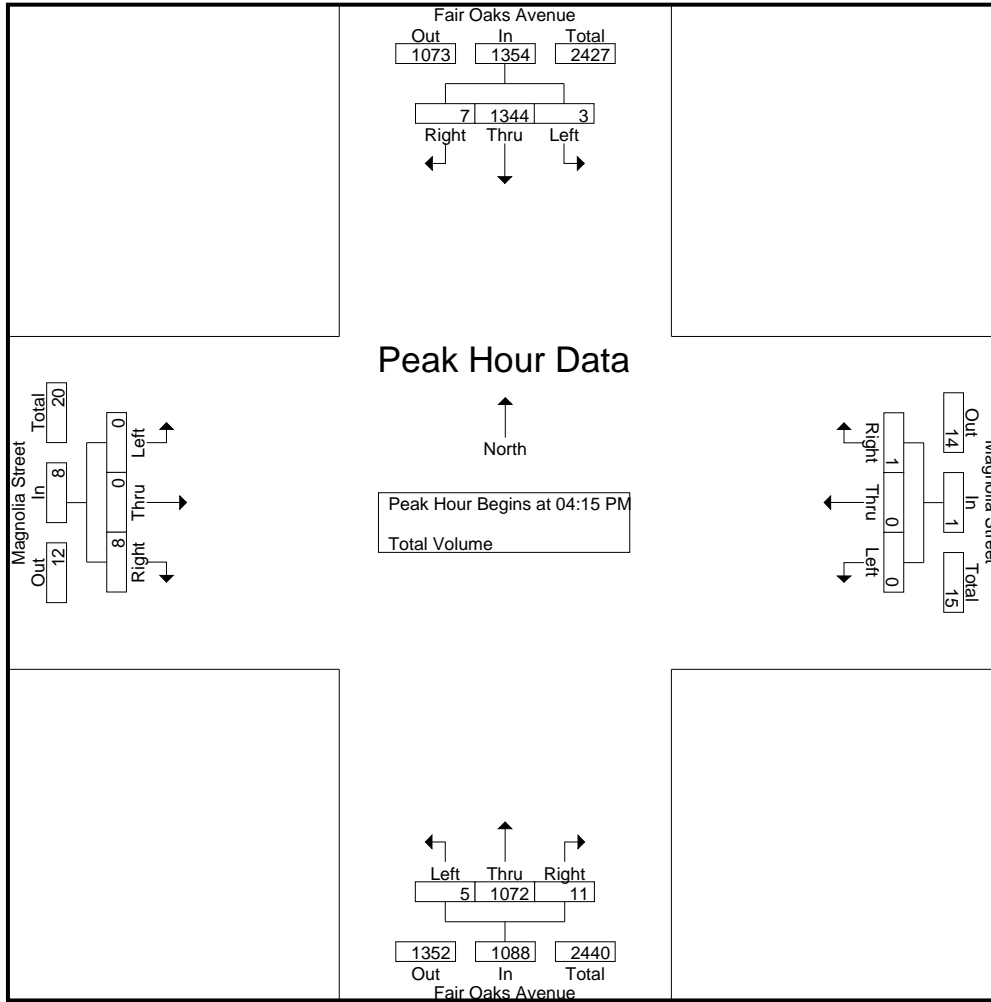 Fair Oaks Avenue
Out In Total
1073 1354 2427
7 1344 3
Right Thru Left
Peak Hour Data
North
Peak Hour Begins at 04:15 PM
Total Volume
Magnolia Street
Out In Total
12 8 20
0 0 8
Left Thru Right
Magnolia Street
Out In Total
14 1 15
Right Thru Left
1 0 0
Left Thru Right
5 1072 11
1352 1088 2440
Out In Total
Fair Oaks Avenue